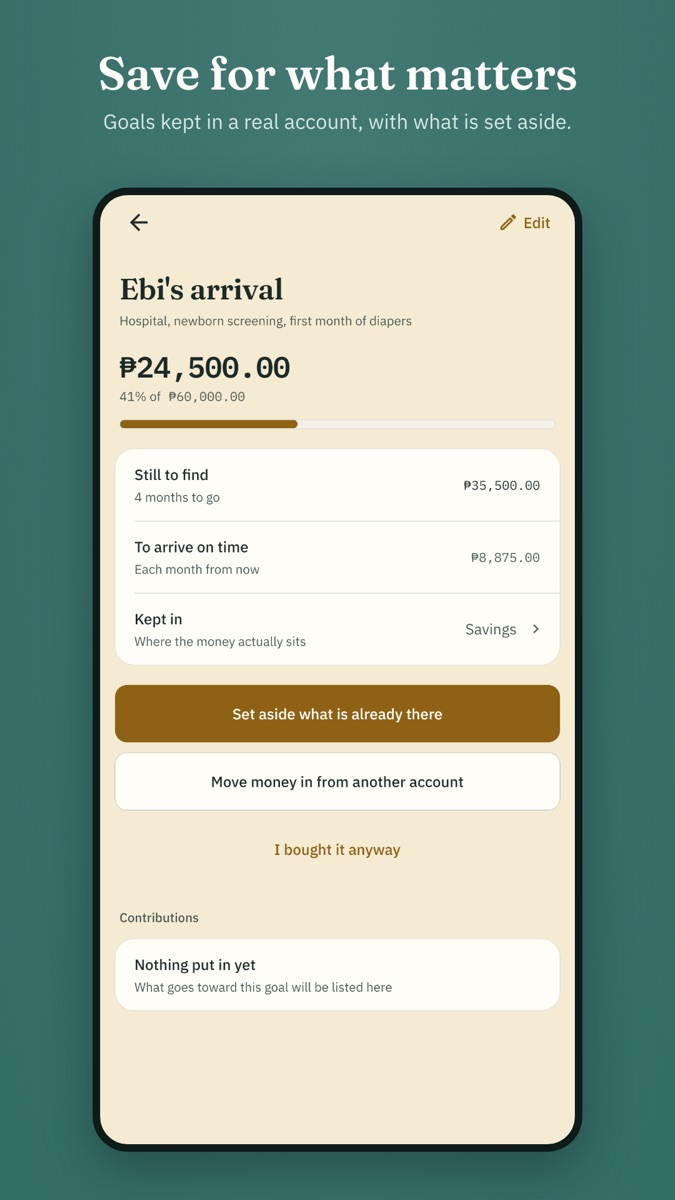 Save for what matters
Goals kept in a real account, with what is set aside.
Edit
Ebi's arrival
Hospital, newborn screening, first month of diapers
₱24,500.00
41% of ₱60,000.00
Still to find
4 months to go
₱35,500.00
To arrive on time
Each month from now
₱8,875.00
Kept in
Where the money actually sits
Savings
Set aside what is already there
Move money in from another account
I bought it anyway
Contributions
Nothing put in yet
What goes toward this goal will be listed here